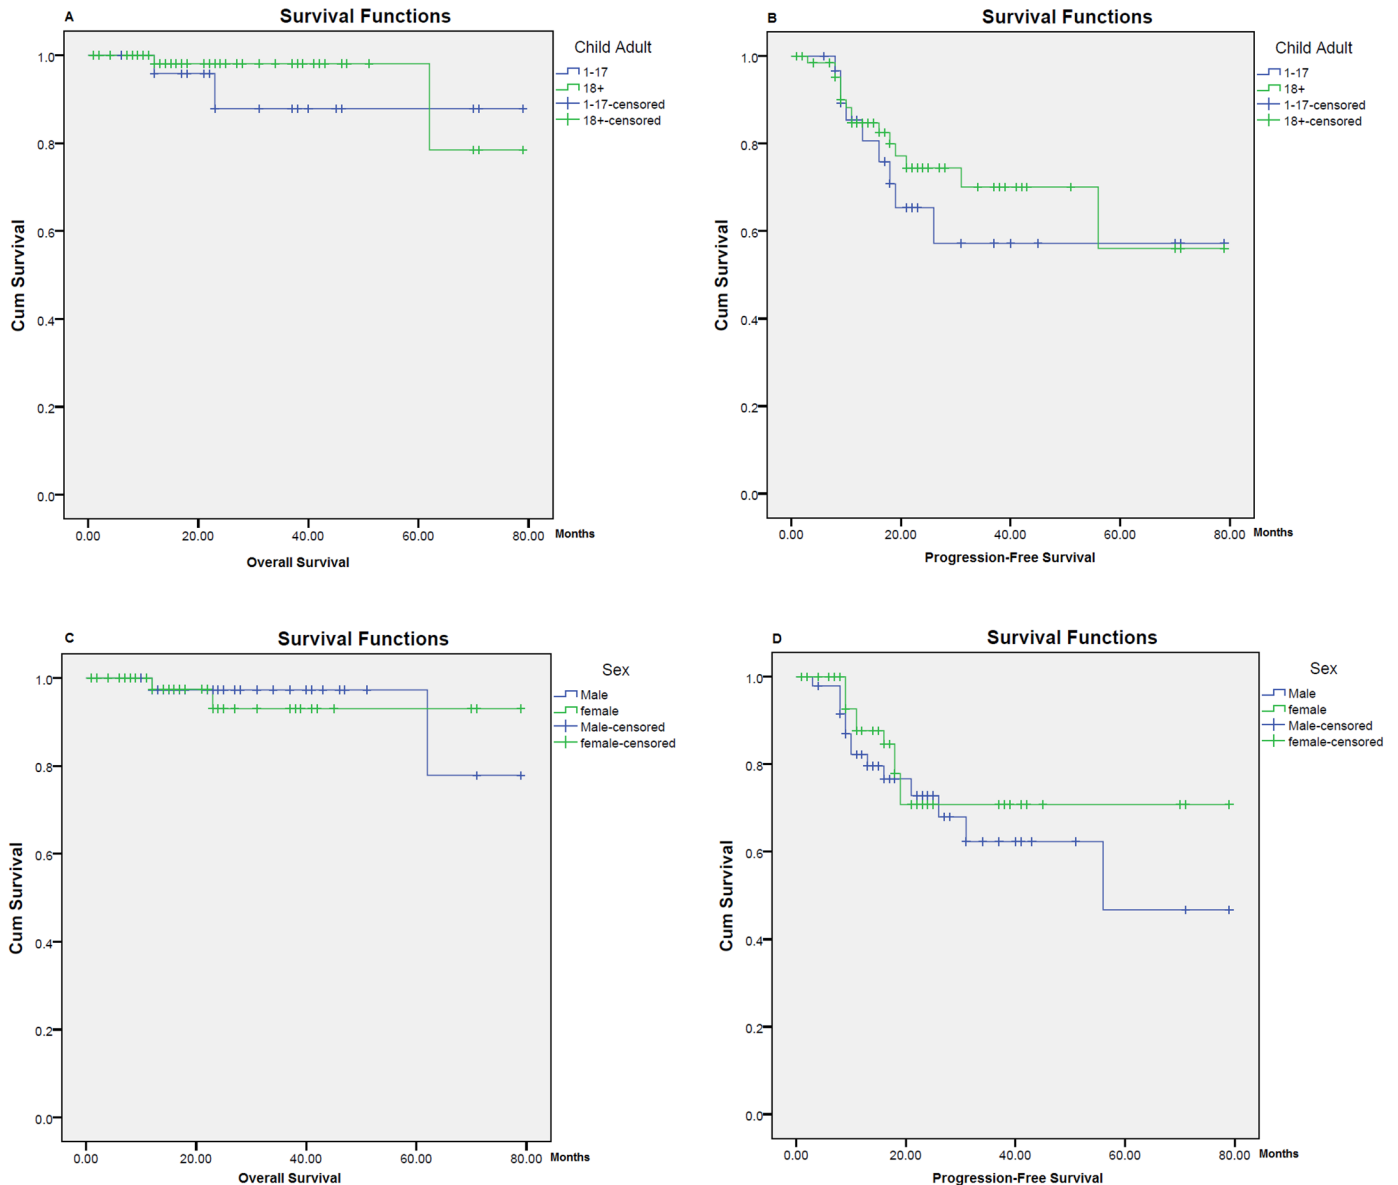 A
Survival Functions
Child Adult
1-17
18+
1-17-censored
18+-censored
1.0
0.8
0.6
0.4
0.2
0.0
Cum Survival
0.00 20.00 40.00 60.00 80.00 Months
Overall Survival
B
Survival Functions
Child Adult
1-17
18+
1-17-censored
18+-censored
1.0
0.8
0.6
0.4
0.2
0.0
Cum Survival
0.00 20.00 40.00 60.00 80.00 Months
Progression-Free Survival
C
Survival Functions
Sex
Male
female
Male-censored
female-censored
1.0
0.8
0.6
0.4
0.2
0.0
Cum Survival
0.00 20.00 40.00 60.00 80.00 Months
Overall Survival
D
Survival Functions
Sex
Male
female
Male-censored
female-censored
1.0
0.8
0.6
0.4
0.2
0.0
Cum Survival
0.00 20.00 40.00 60.00 80.00 Months
Progression-Free Survival